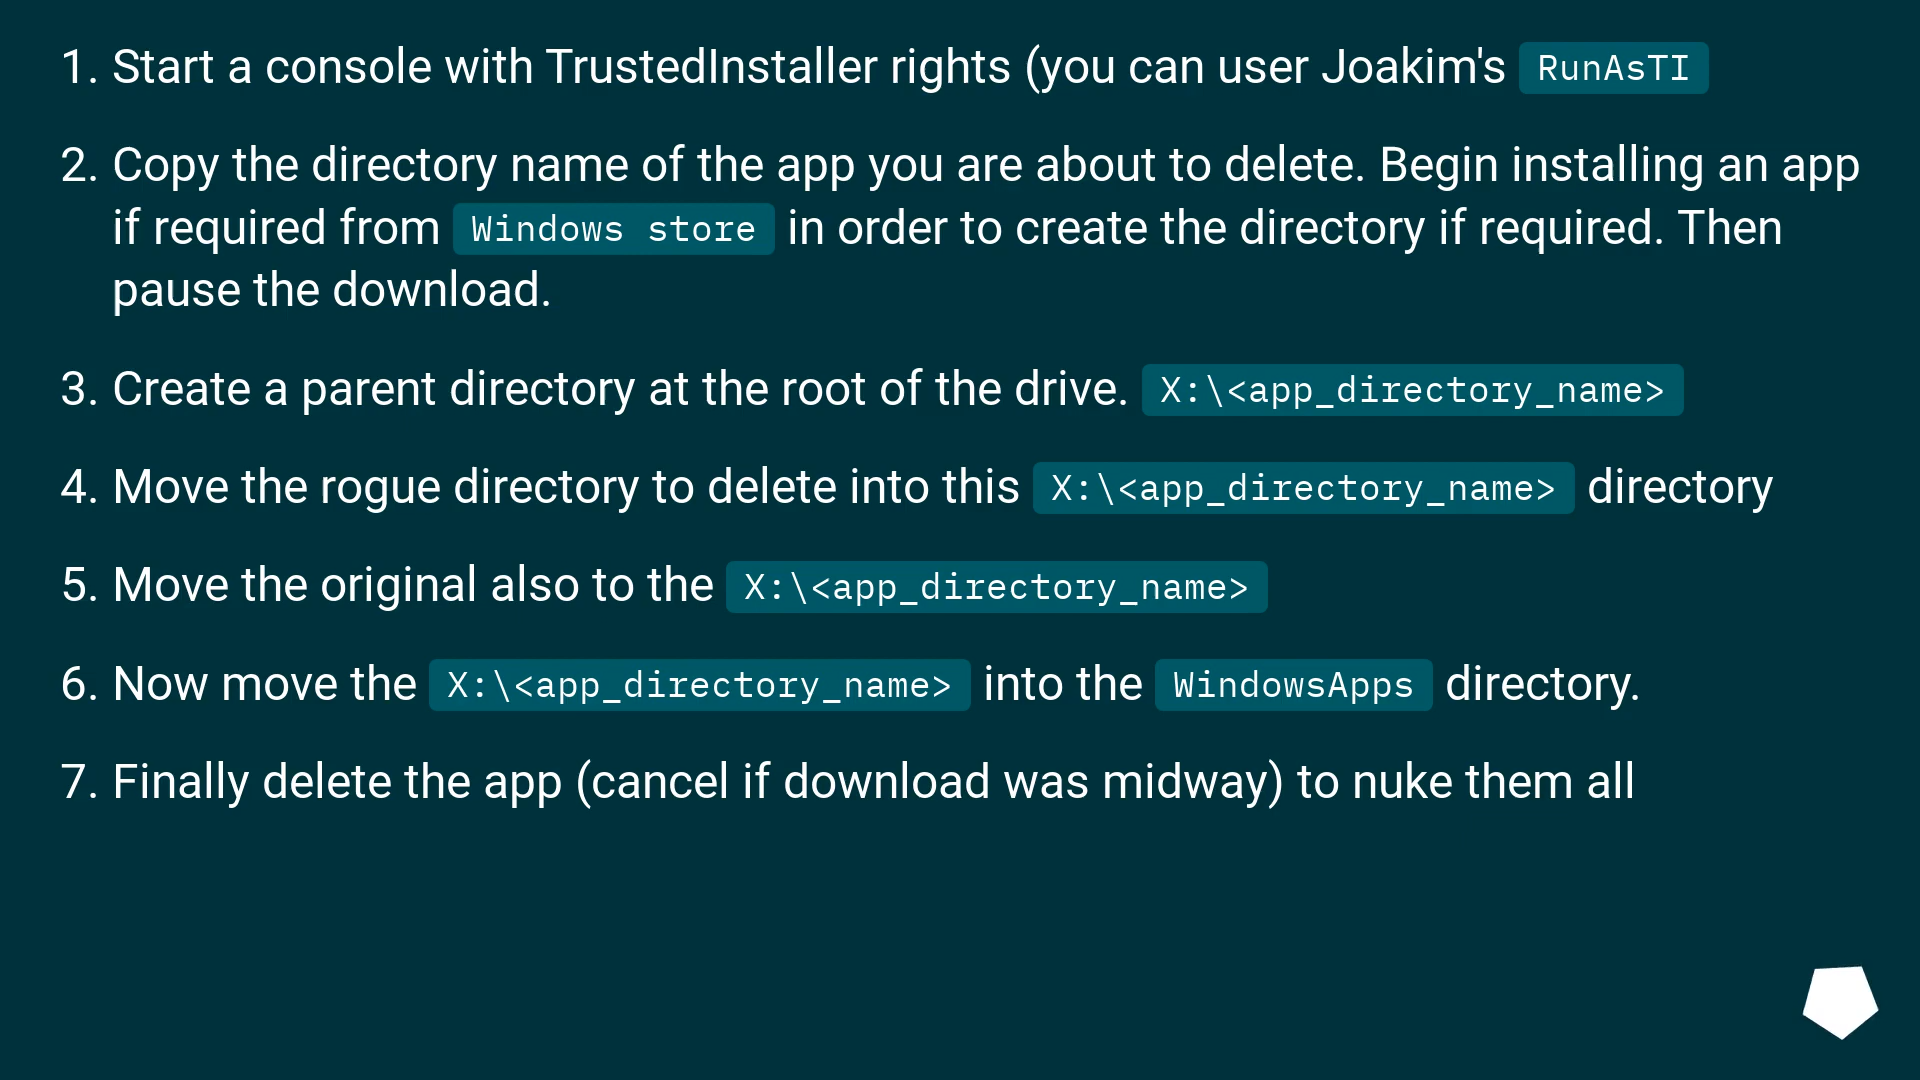 1. Start a console with TrustedInstaller rights (you can user Joakim's RunAsTI
2. Copy the directory name of the app you are about to delete. Begin installing an app
if required from Windows store in order to create the directory if required. Then
pause the download.
3. Create a parent directory at the root of the drive. X:\<app_directory_name>
4. Move the rogue directory to delete into this X:\<app_directory_name> directory
5. Move the original also to the X:\<app_directory_name>
6. Now move the X:\<app_directory_name> into the WindowsApps directory.
7. Finally delete the app (cancel if download was midway) to nuke them all